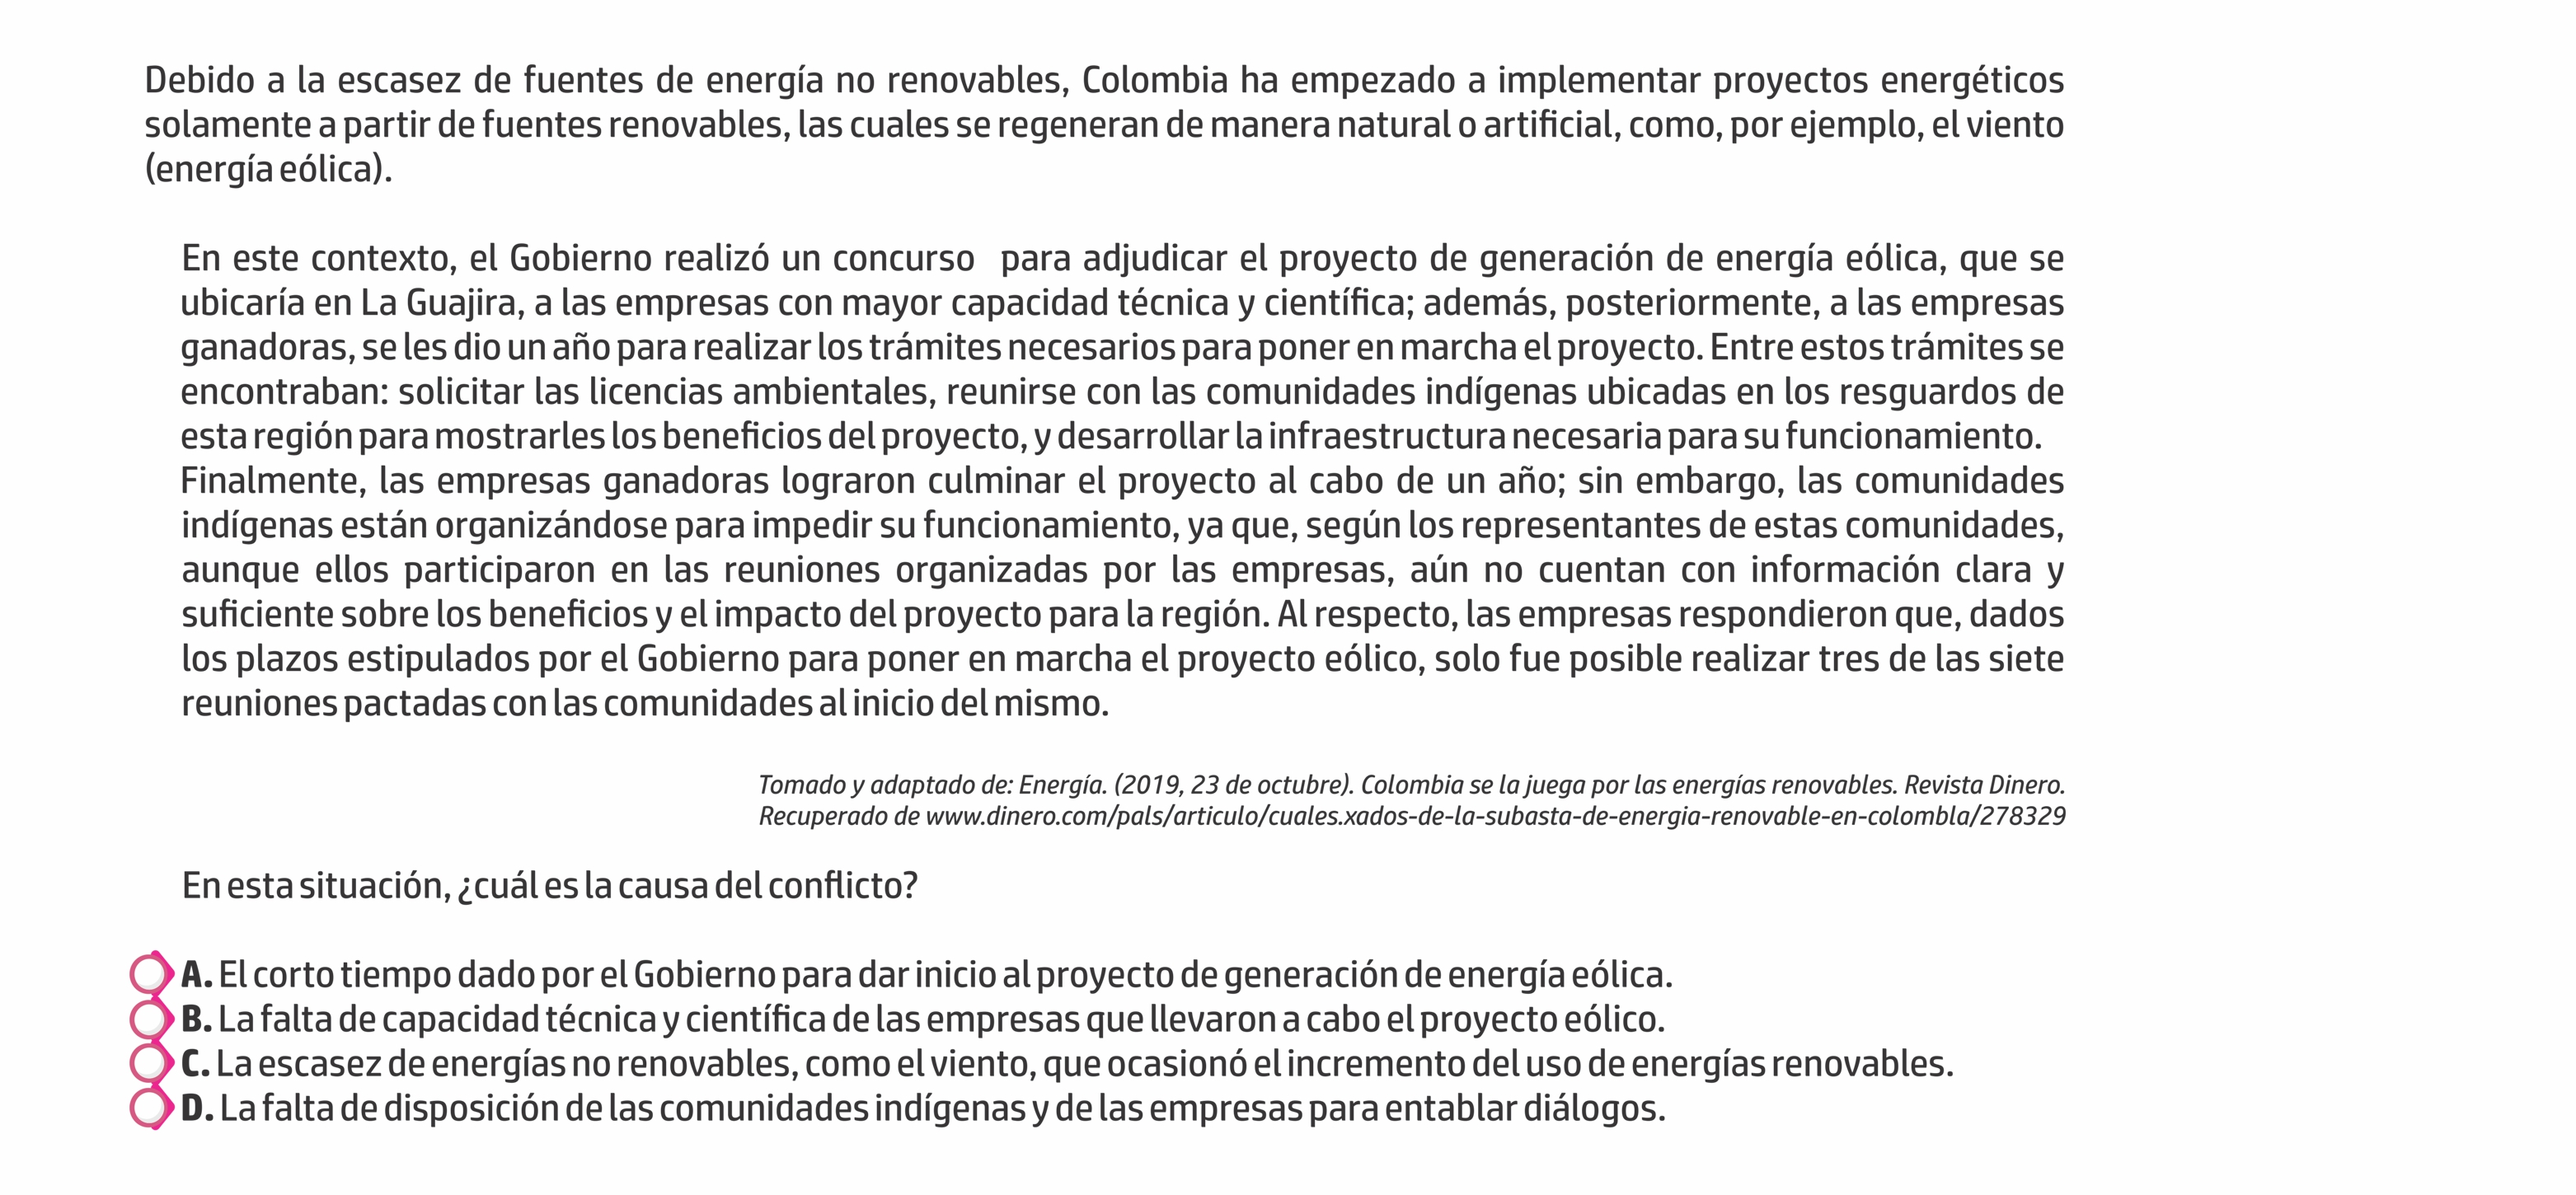 Debido a la escasez de fuentes de energía no renovables, Colombia ha empezado a implementar proyectos energéticos
solamente a partir de fuentes renovables, las cuales se regeneran de manera natural o artificial, como, por ejemplo, el viento
(energía eólica).
En este contexto, el Gobierno realizó un concurso para adjudicar el proyecto de generación de energía eólica, que se
ubicaría en La Guajira, a las empresas con mayor capacidad técnica y científica; además, posteriormente, a las empresas
ganadoras, se les dio un año para realizar los trámites necesarios para poner en marcha el proyecto. Entre estos trámites se
encontraban: solicitar las licencias ambientales, reunirse con las comunidades indígenas ubicadas en los resguardos de
esta región para mostrarles los beneficios del proyecto, y desarrollar la infraestructura necesaria para su funcionamiento.
Finalmente, las empresas ganadoras lograron culminar el proyecto al cabo de un año; sin embargo, las comunidades
indígenas están organizándose para impedir su funcionamiento, ya que, según los representantes de estas comunidades,
aunque ellos participaron en las reuniones organizadas por las empresas, aún no cuentan con información clara y
suficiente sobre los beneficios y el impacto del proyecto para la región. Al respecto, las empresas respondieron que, dados
los plazos estipulados por el Gobierno para poner en marcha el proyecto eólico, solo fue posible realizar tres de las siete
reuniones pactadas con las comunidades al inicio del mismo.
Tomado y adaptado de: Energía. (2019, 23 de octubre). Colombia se la juega por las energías renovables. Revista Dinero.
Recuperado de www.dinero.com/pals/articulo/cuales.xados-de-la-subasta-de-energia-renovable-en-colombla/278329
En esta situación, ¿cuál es la causa del conflicto?
A. El corto tiempo dado por el Gobierno para dar inicio al proyecto de generación de energía eólica.
B. La falta de capacidad técnica y científica de las empresas que llevaron a cabo el proyecto eólico.
C. La escasez de energías no renovables, como el viento, que ocasionó el incremento del uso de energías renovables.
D. La falta de disposición de las comunidades indígenas y de las empresas para entablar diálogos.